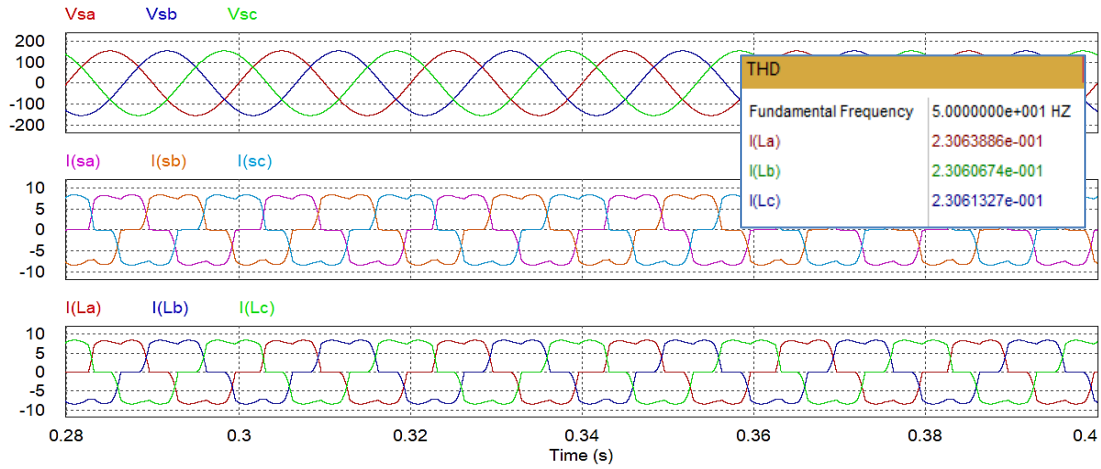 Vsa Vsb Vsc
200
100
0
-100
-200
THD
Fundamental Frequency 5.0000000e+001 HZ
I(La) 2.3063886e-001
I(Lb) 2.3060674e-001
I(Lc) 2.3061327e-001
I(sa) I(sb) I(sc)
10
5
0
-5
-10
I(La) I(Lb) I(Lc)
10
5
0
-5
-10
0.28 0.3 0.32 0.34 0.36 0.38 0.4
Time (s)